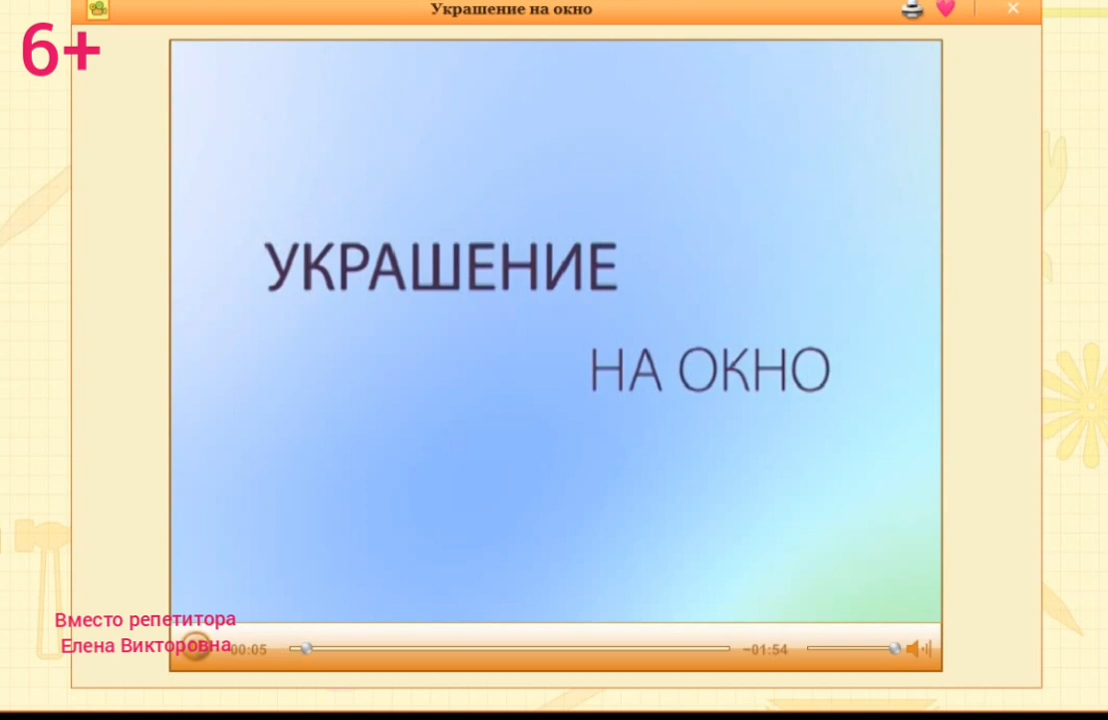 Украшение на окно
6+
УКРАШЕНИЕ
НА ОКНО
Вместо репетитора
Елена Викторовна
00:05
−01:54